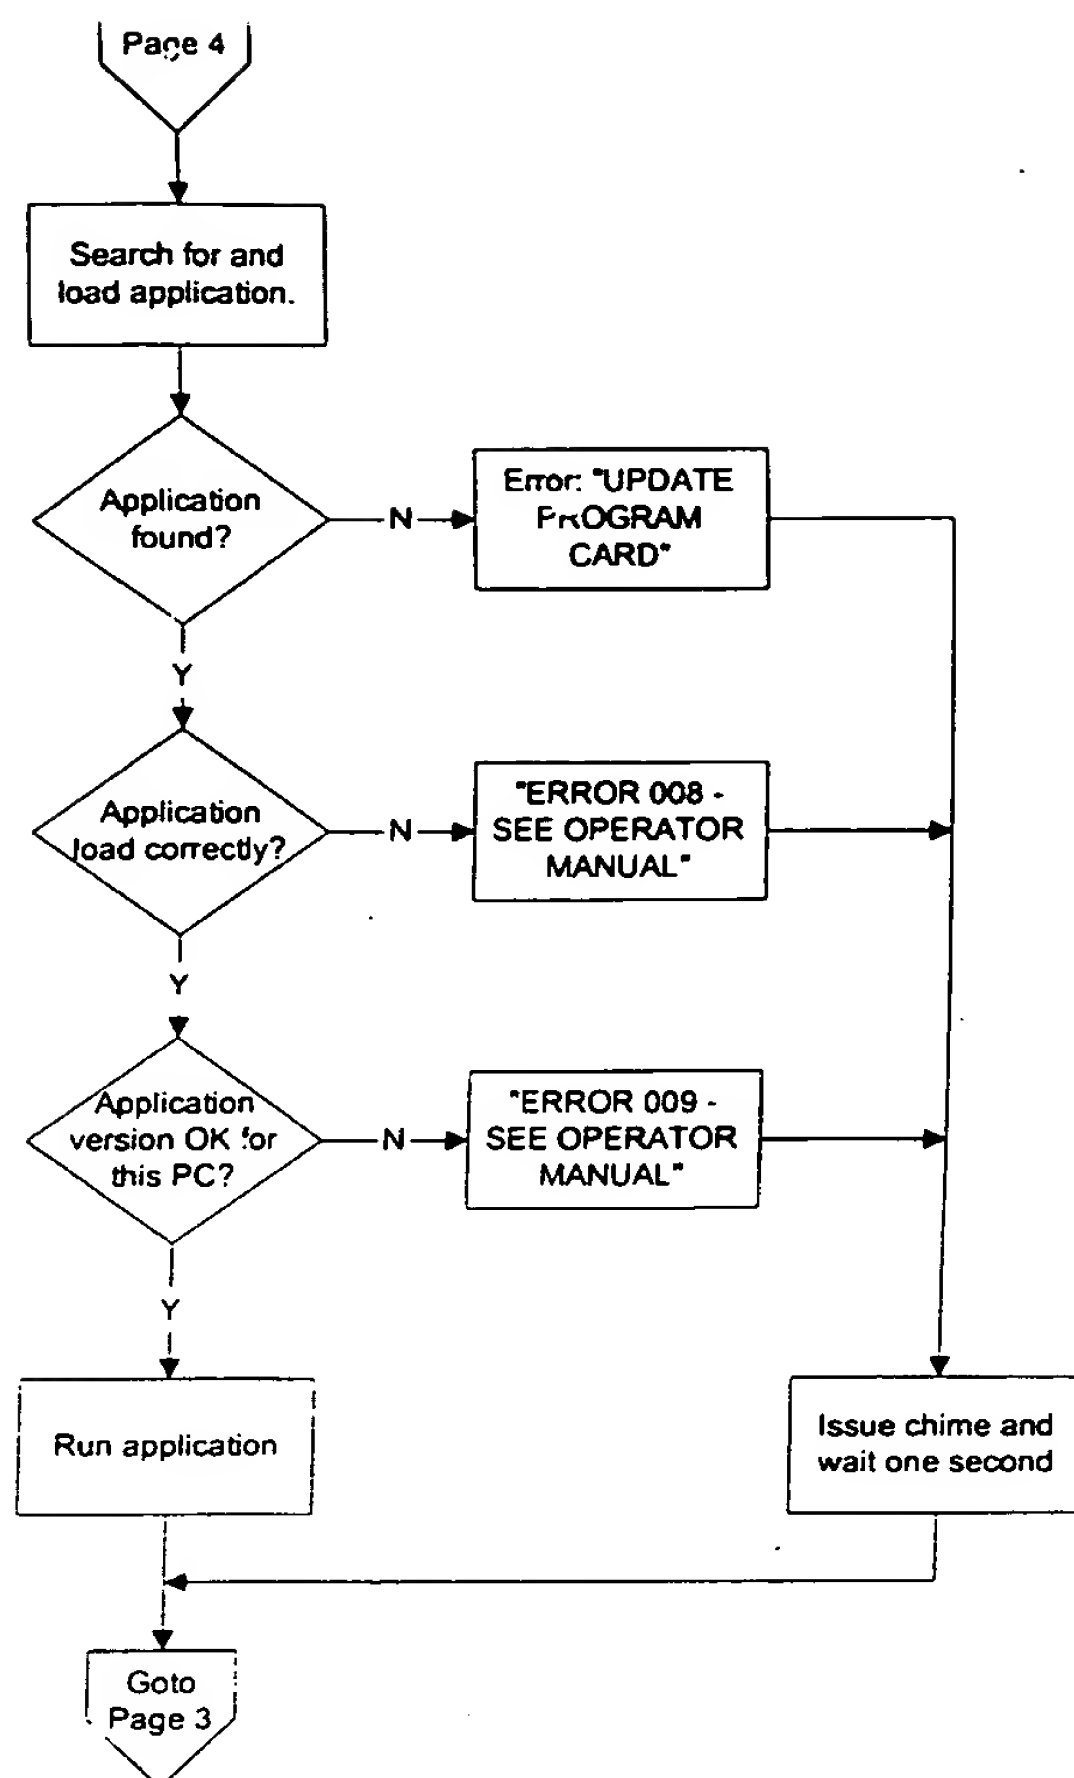 Page 4
Search for and
load application.
Application
found?
N
Error: "UPDATE
PROGRAM
CARD"
Y
Application
load correctly?
N
"ERROR 008 -
SEE OPERATOR
MANUAL"
Y
Application
version OK for
this PC?
N
"ERROR 009 -
SEE OPERATOR
MANUAL"
Y
Run application
Issue chime and
wait one second
Goto
Page 3